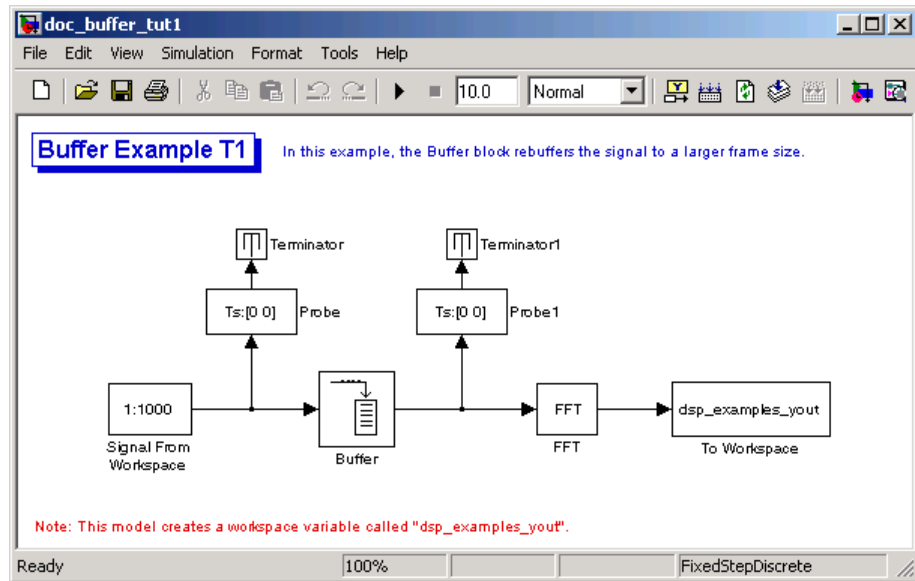 doc_buffer_tut1
File Edit View Simulation Format Tools Help
10.0 Normal
Buffer Example T1
In this example, the Buffer block rebuffers the signal to a larger frame size.
Terminator
Terminator1
Ts:[0 0] Probe
Ts:[0 0] Probe1
1:1000
FFT
dsp_examples_yout
Signal From
Workspace
Buffer
FFT
To Workspace
Note: This model creates a workspace variable called "dsp_examples_yout".
Ready 100% FixedStepDiscrete